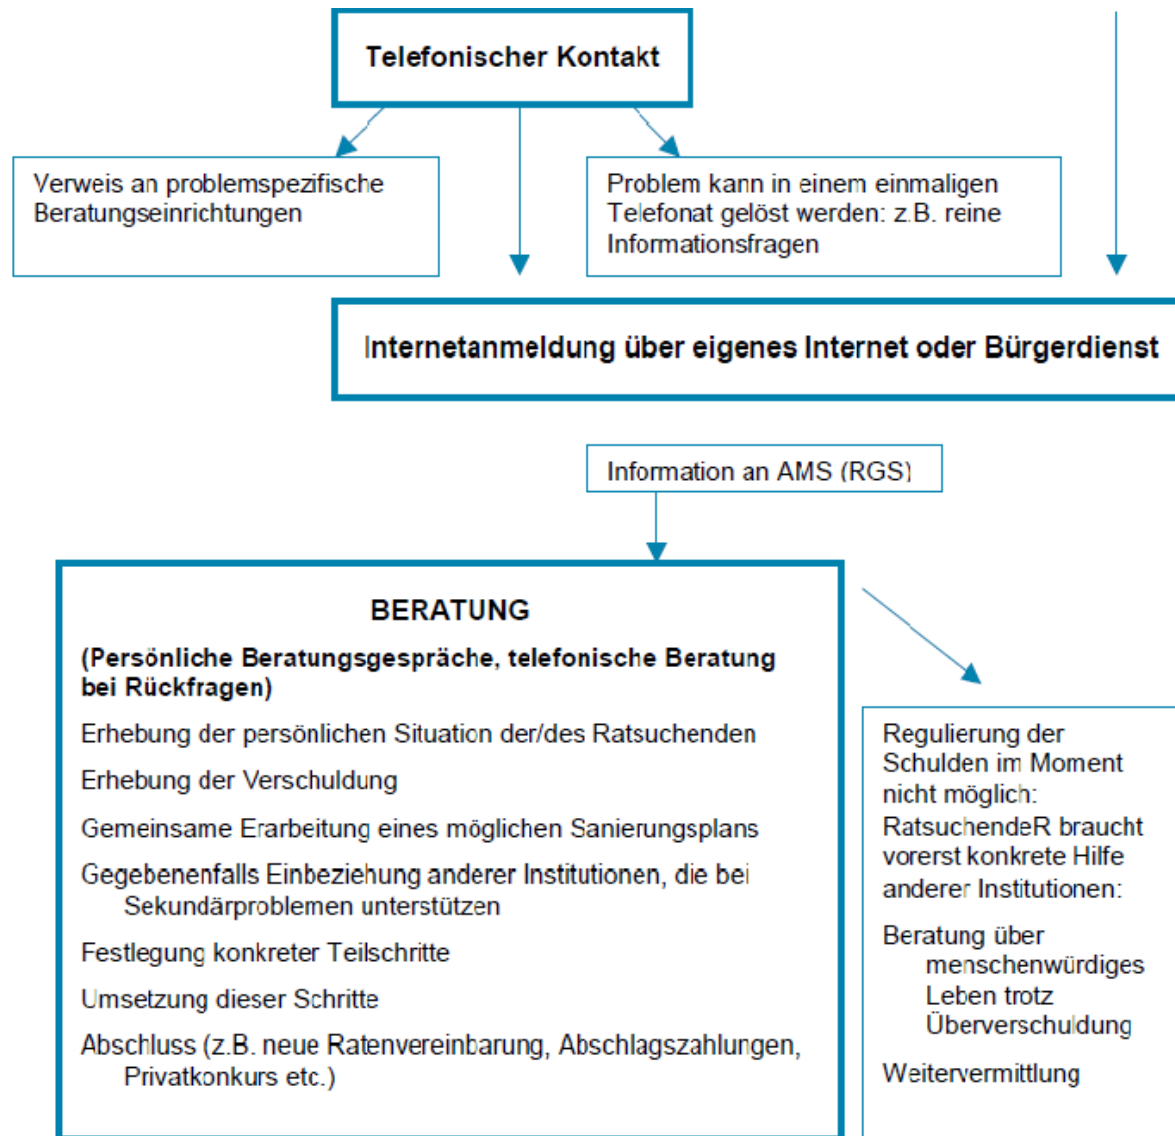 Telefonischer Kontakt
Verweis an problemspezifische
Beratungseinrichtungen
Problem kann in einem einmaligen
Telefonat gelöst werden: z.B. reine
Informationsfragen
Internetanmeldung über eigenes Internet oder Bürgerdienst
Information an AMS (RGS)
BERATUNG
(Persönliche Beratungsgespräche, telefonische Beratung
bei Rückfragen)
Erhebung der persönlichen Situation der/des Ratsuchenden
Erhebung der Verschuldung
Gemeinsame Erarbeitung eines möglichen Sanierungsplans
Gegebenenfalls Einbeziehung anderer Institutionen, die bei
Sekundärproblemen unterstützen
Festlegung konkreter Teilschritte
Umsetzung dieser Schritte
Abschluss (z.B. neue Ratenvereinbarung, Abschlagszahlungen,
Privatkonkurs etc.)
Regulierung der
Schulden im Moment
nicht möglich:
RatsuchendeR braucht
vorerst konkrete Hilfe
anderer Institutionen:
Beratung über
menschenwürdiges
Leben trotz
Überverschuldung
Weitervermittlung